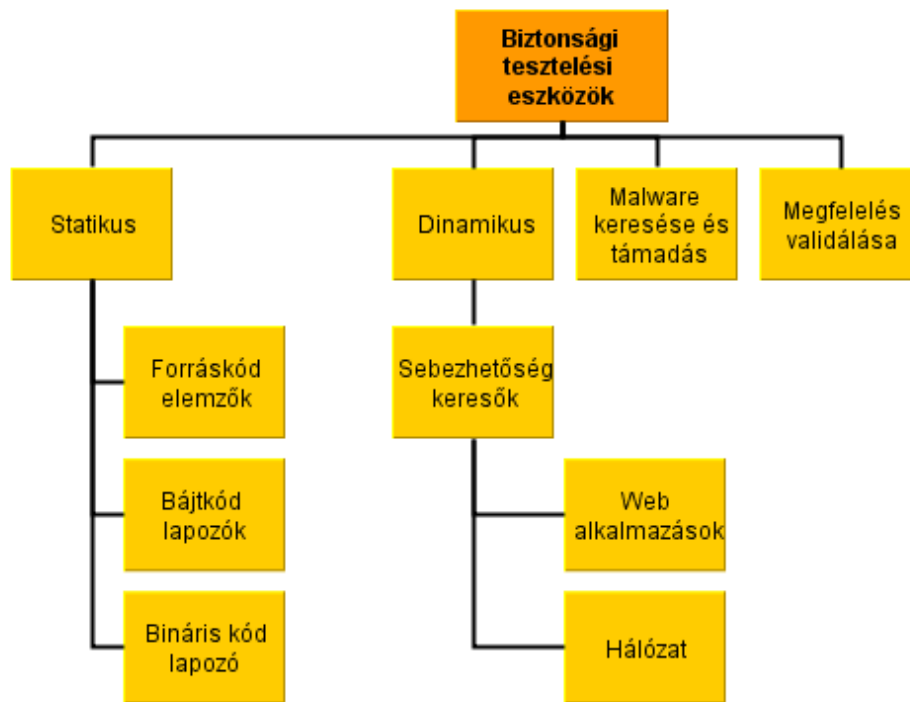 Biztonsági
tesztelési
eszközök
Statikus
Dinamikus
Malware
keresése és
támadás
Megfelelés
validálása
Forráskód
elemzők
Sebezhetőség
keresők
Bájtkód
lapozók
Web
alkalmazások
Bináris kód
lapozó
Hálózat